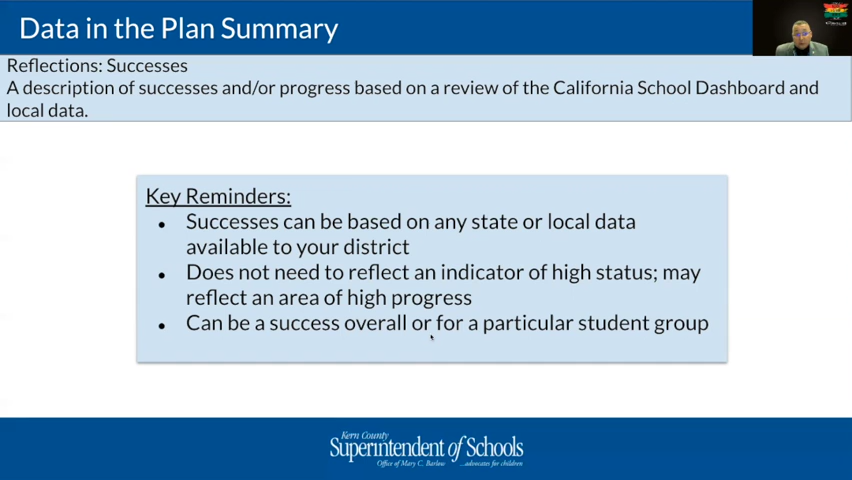 Data in the Plan Summary
Reflections: Successes
A description of successes and/or progress based on a review of the California School Dashboard and
local data.
Key Reminders:
● Successes can be based on any state or local data
available to your district
● Does not need to reflect an indicator of high status; may
reflect an area of high progress
● Can be a success overall or for a particular student group
Kern County
Superintendent of Schools
Office of Mary C. Barlow ...advocates for children